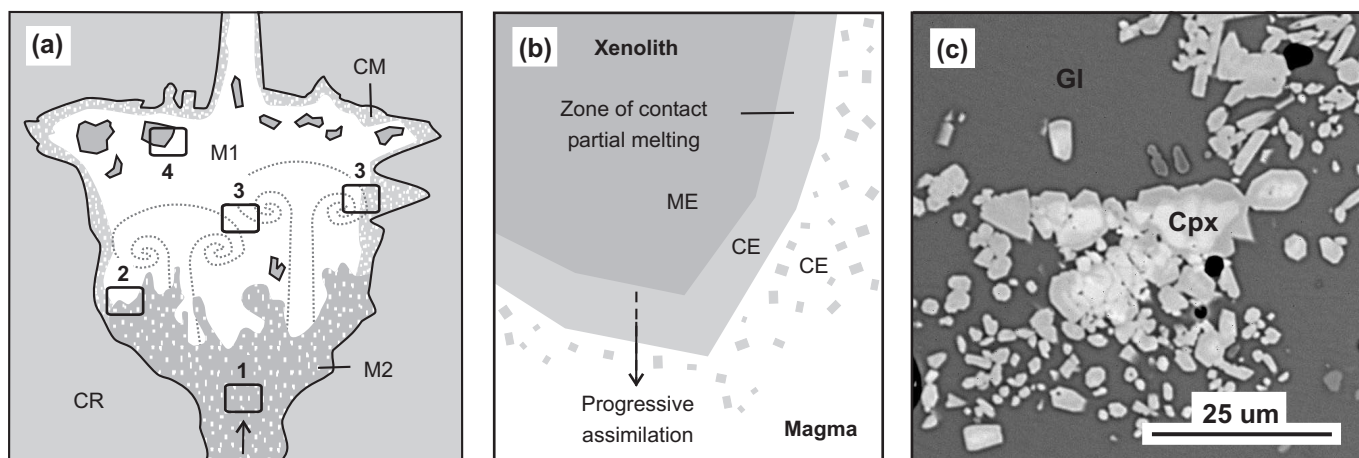 (a)
CM
M1
4
3
3
2
1
M2
CR
(b)
Xenolith
Zone of contact
partial melting
ME
CE
CE
Progressive
assimilation
Magma
(c)
Gl
Cpx
25 um